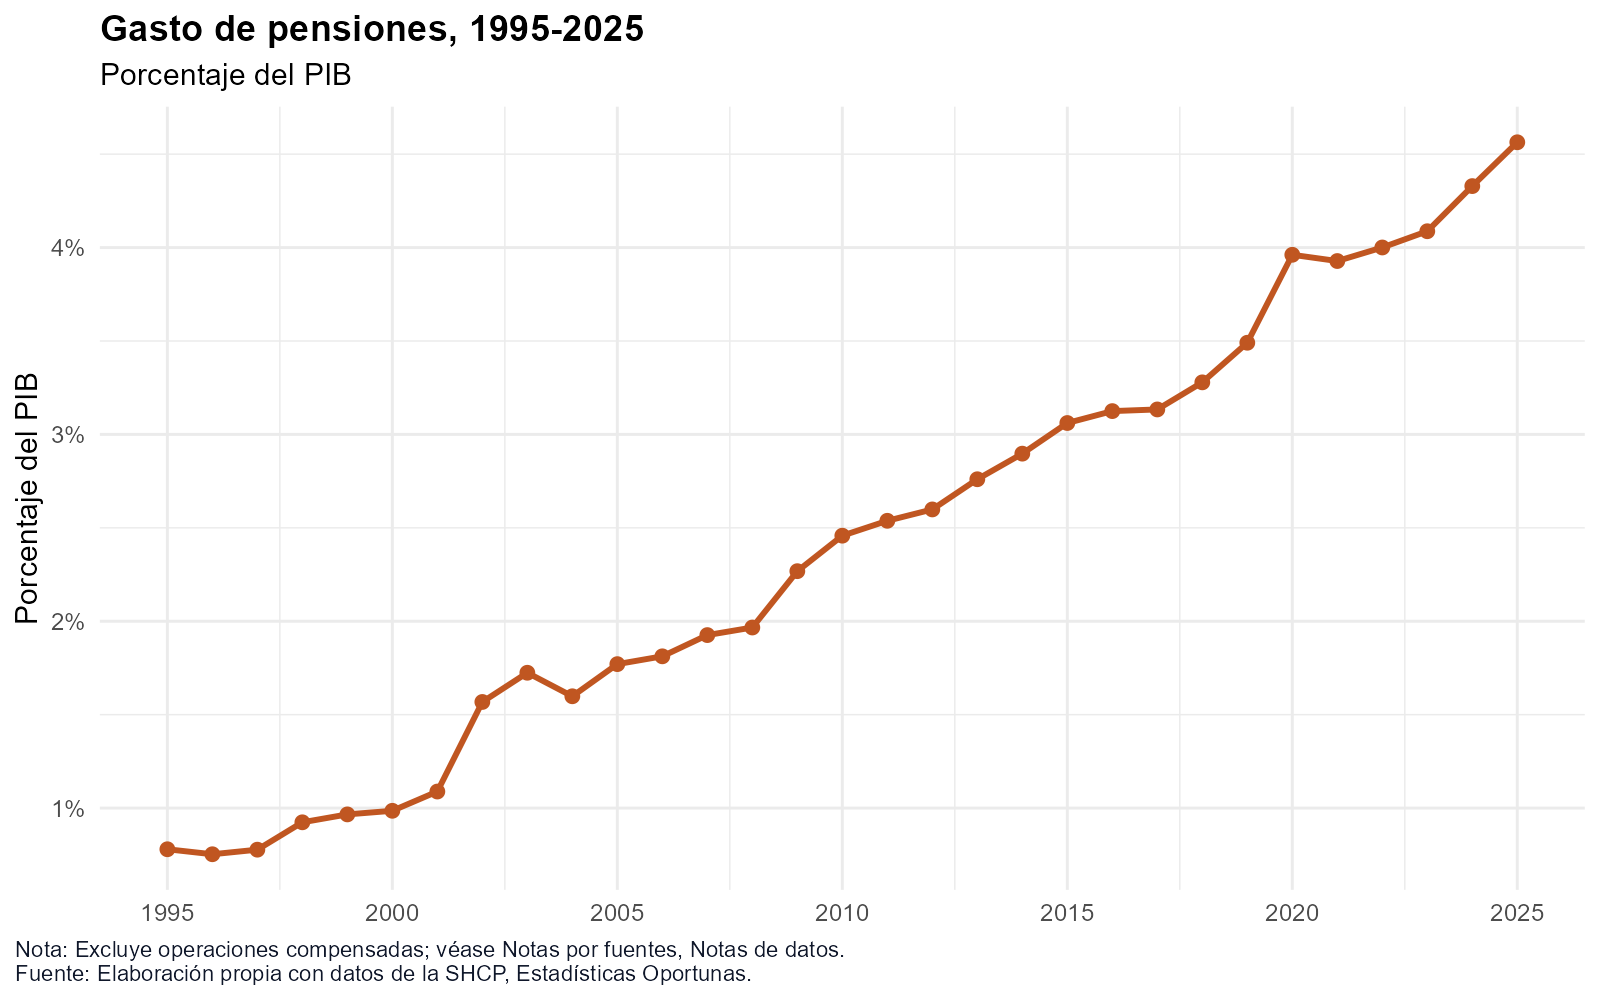 Gasto de pensiones, 1995-2025
Porcentaje del PIB
Porcentaje del PIB
4%
3%
2%
1%
1995
2000
2005
2010
2015
2020
2025
Nota: Excluye operaciones compensadas; véase Notas por fuentes, Notas de datos.
Fuente: Elaboración propia con datos de la SHCP, Estadísticas Oportunas.